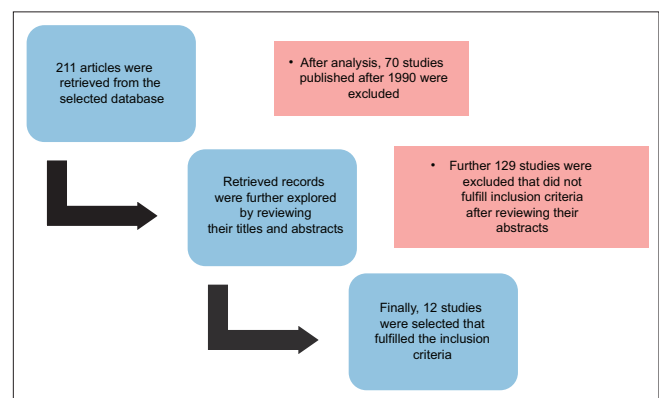 211 articles were
retrieved from the
selected database
• After analysis, 70 studies
published after 1990 were
excluded
Retrieved records
were further explored
by reviewing
their titles and abstracts
• Further 129 studies were
excluded that did not
fulfill inclusion criteria
after reviewing their
abstracts
Finally, 12 studies
were selected that
fulfilled the inclusion
criteria